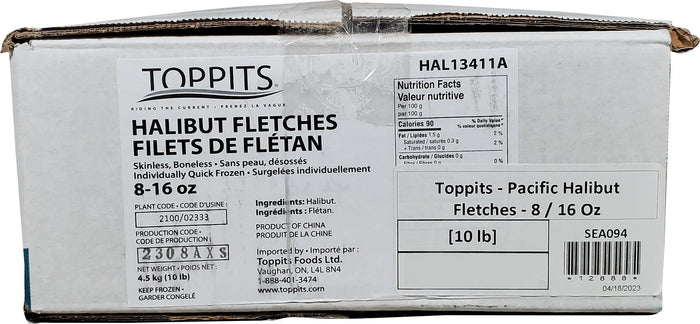 TOPPITS
RIDING THE CURRENT • PRENEZ LA VAGUE
HALIBUT FLETCHES
FILETS DE FLÉTAN
Skinless, Boneless • Sans peau, désossés
Individually Quick Frozen • Surgelées individuellement
8-16 oz
PLANT CODE • CODE D'USINE :
2100/02333
PRODUCTION CODE •
CODE DE PRODUCTION :
2308AXS
NET WEIGHT • POIDS NET :
4.5 kg (10 lb)
KEEP FROZEN •
GARDER CONGELÉ
Ingredients: Halibut.
Ingrédients : Flétan.
PRODUCT OF CHINA
PRODUIT DE LA CHINE
Imported by • Importé par :
Toppits Foods Ltd.
Vaughan, ON, L4L 8N4
1-888-401-3474
www.toppits.com
HAL13411A
Nutrition Facts
Valeur nutritive
Per 100 g
par 100 g
Calories 90
% Daily Value*
% valeur quotidienne*
Fat / Lipides 1.5 g
Saturated / saturés 0.3 g
+ Trans / trans 0 g
Carbohydrate / Glucides 0 g
Toppits - Pacific Halibut
Fletches - 8 / 16 Oz
[10 lb]
SEA094
*12888*
04/18/2023